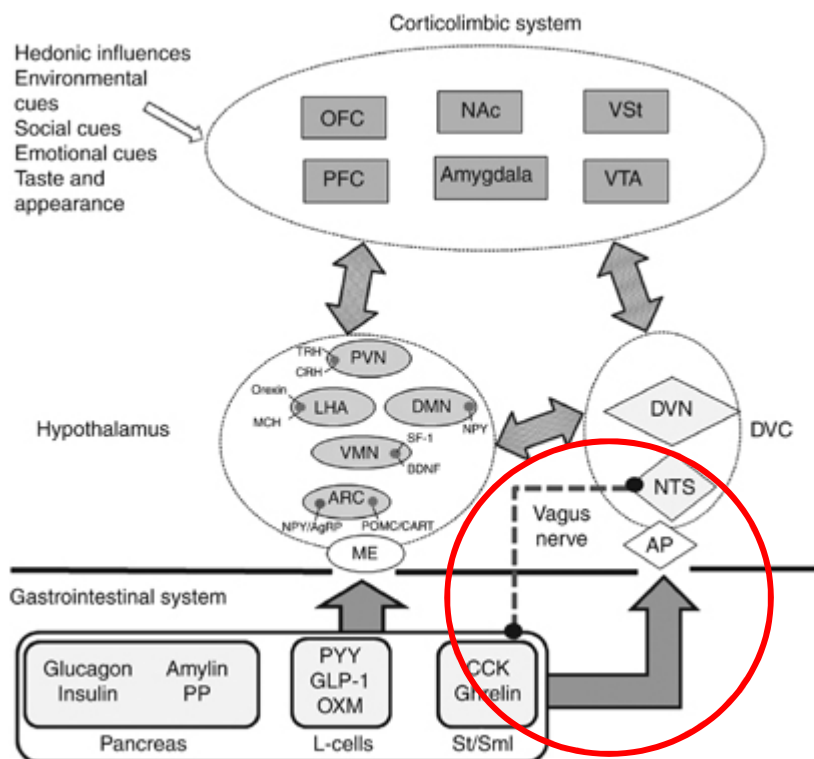 Corticolimbic system
Hedonic influences
Environmental
cues
Social cues
Emotional cues
Taste and
appearance
OFC
NAc
VSt
PFC
Amygdala
VTA
Hypothalamus
TRH
CRH
PVN
Orexin
MCH
LHA
DMN
NPY
VMN
SF-1
BDNF
ARC
NPY/AgRP
POMC/CART
ME
DVN
DVC
NTS
Vagus
nerve
AP
Gastrointestinal system
Glucagon
Insulin
Amylin
PP
Pancreas
PYY
GLP-1
OXM
L-cells
CCK
Ghrelin
St/Sml